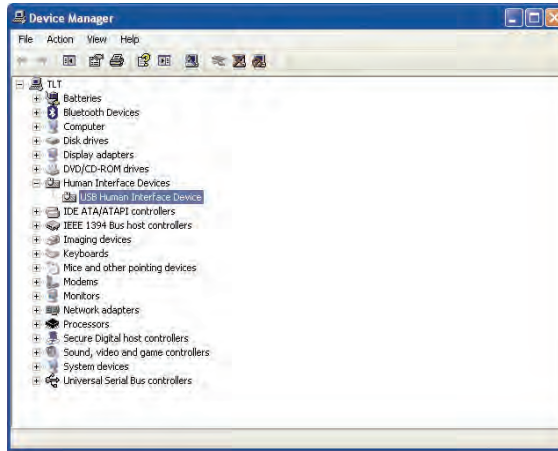 Device Manager
File Action View Help
TLT
Batteries
Bluetooth Devices
Computer
Disk drives
Display adapters
DVD/CD-ROM drives
Human Interface Devices
USB Human Interface Device
IDE ATA/ATAPI controllers
IEEE 1394 Bus host controllers
Imaging devices
Keyboards
Mice and other pointing devices
Modems
Monitors
Network adapters
Processors
Secure Digital host controllers
Sound, video and game controllers
System devices
Universal Serial Bus controllers